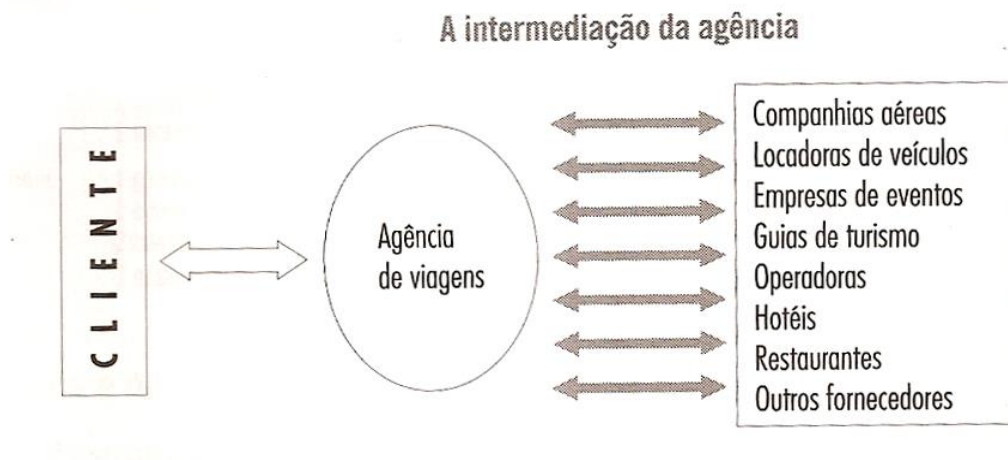 A intermediação da agência
CLIENTE
Agência
de viagens
Companhias aéreas
Locadoras de veículos
Empresas de eventos
Guias de turismo
Operadoras
Hotéis
Restaurantes
Outros fornecedores